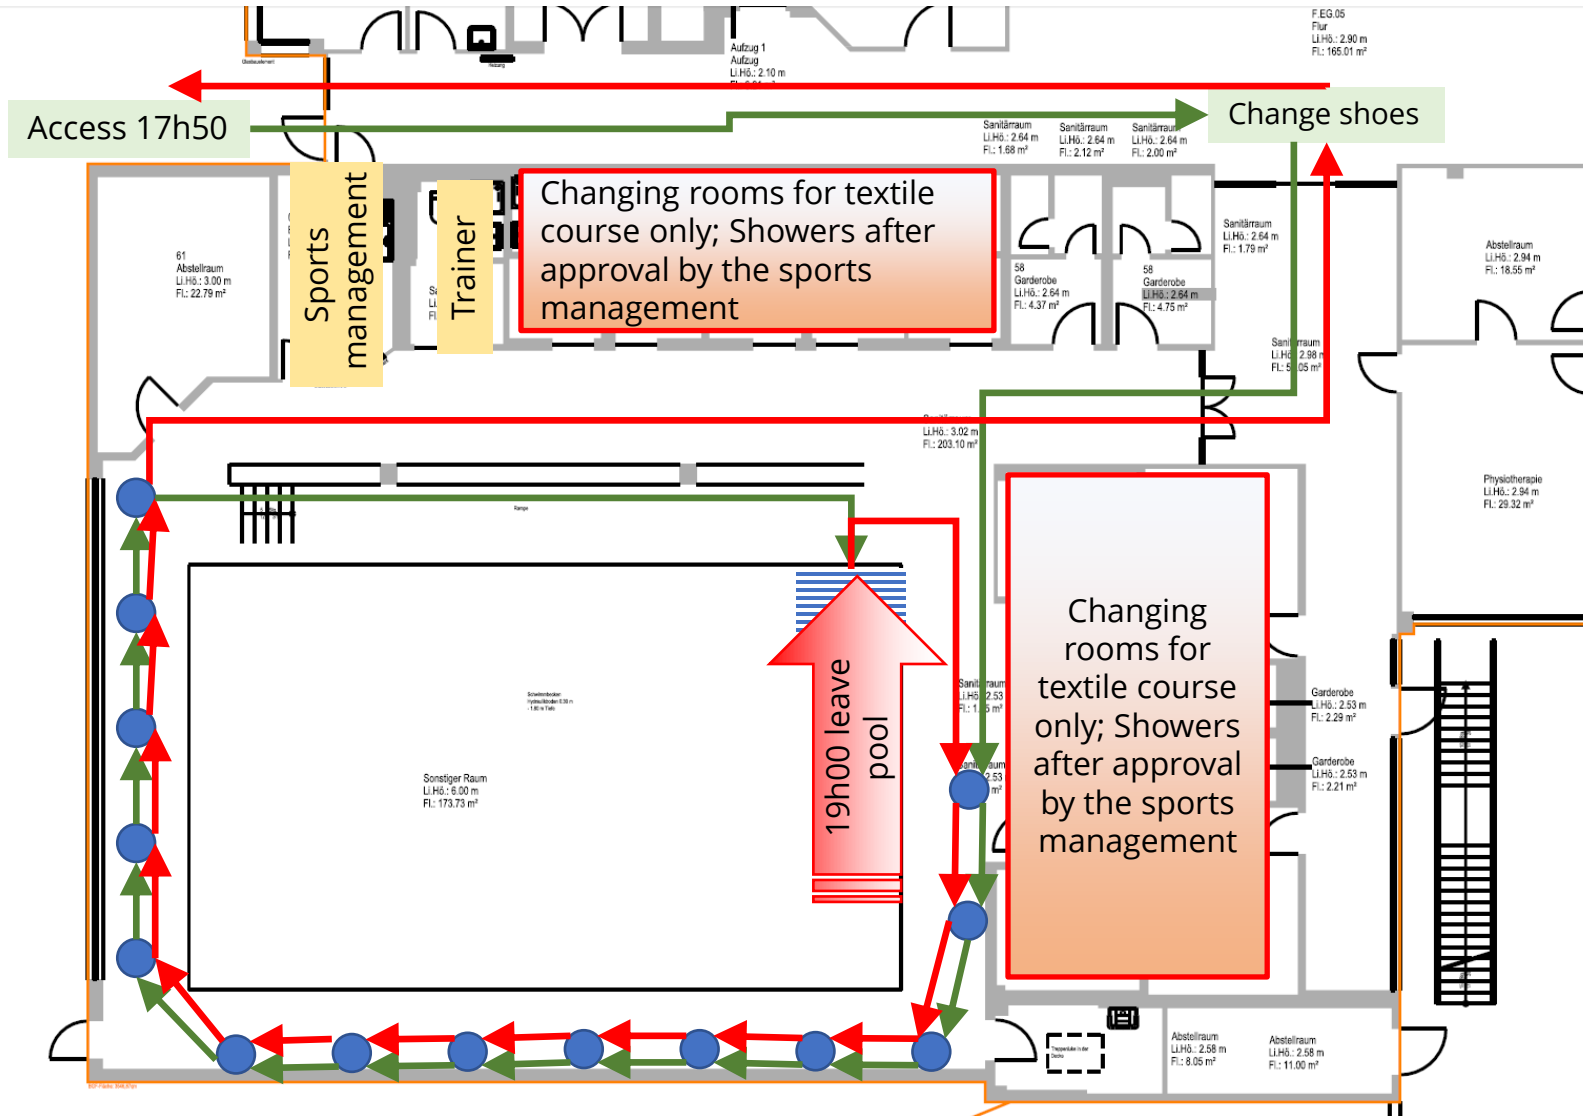 F.EG.05
Flur
Li.Hö.: 2.90 m
Fl.: 165.01 m²
Aufzug 1
Aufzug
Li.Hö.: 2.10 m
Access 17h50
Change shoes
Sanitärraum
Li.Hö.: 2.64 m
Fl.: 1.68 m²
Sanitärraum
Li.Hö.: 2.64 m
Fl.: 2.12 m²
Sanitärraum
Li.Hö.: 2.64 m
Fl.: 2.00 m²
61
Abstellraum
Li.Hö.: 3.00 m
Fl.: 22.79 m²
Sports
management
Trainer
Changing rooms for textile
course only; Showers after
approval by the sports
management
58
Garderobe
Li.Hö.: 2.64 m
Fl.: 4.37 m²
58
Garderobe
Li.Hö.: 2.64 m
Fl.: 4.75 m²
Sanitärraum
Li.Hö.: 2.64 m
Fl.: 1.79 m²
Abstellraum
Li.Hö.: 2.94 m
Fl.: 18.55 m²
Sanitärraum
Li.Hö.: 2.98 m
Sanitärraum
Li.Hö.: 3.02 m
Fl.: 203.10 m²
Physiotherapie
Li.Hö.: 2.94 m
Fl.: 29.32 m²
Rampe
Sonstiger Raum
Li.Hö.: 6.00 m
Fl.: 173.73 m²
19h00 leave
pool
Changing
rooms for
textile course
only; Showers
after approval
by the sports
management
Garderobe
Li.Hö.: 2.53 m
Fl.: 2.29 m²
Garderobe
Li.Hö.: 2.53 m
Fl.: 2.21 m²
Abstellraum
Li.Hö.: 2.58 m
Fl.: 8.05 m²
Abstellraum
Li.Hö.: 2.58 m
Fl.: 11.00 m²